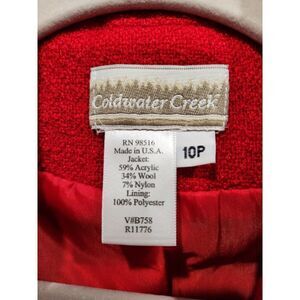 Coldwater Creek
10P
RN 98516
Made in U.S.A.
Jacket:
59% Acrylic
34% Wool
7% Nylon
Lining:
100% Polyester
V#B758
R11776